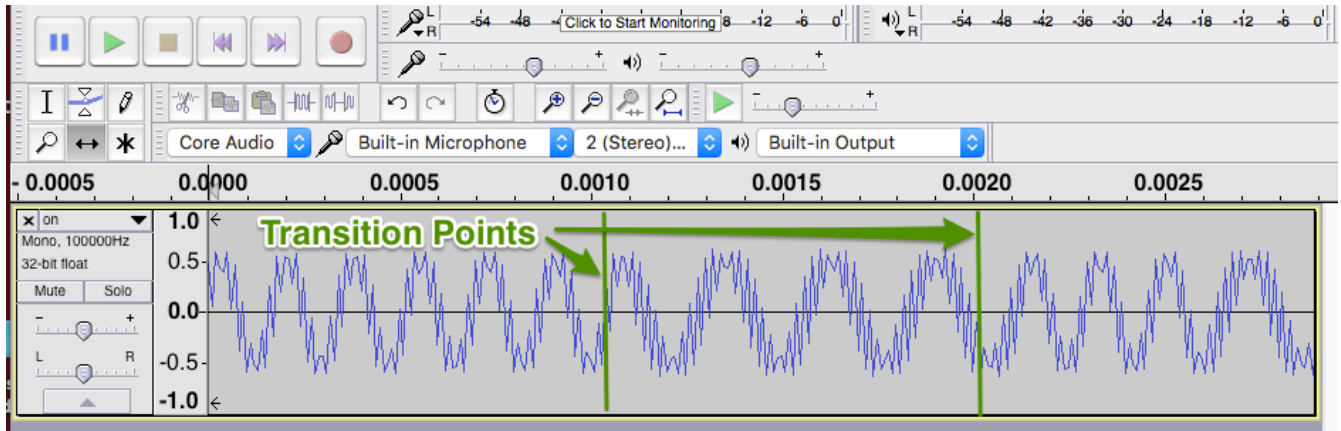 L
R
-54 -48 -4 Click to Start Monitoring 8 -12 -6 0
L
R
-54 -48 -42 -36 -30 -24 -18 -12 -6 0
- +
- +
- +
Core Audio
Built-in Microphone
2 (Stereo)...
Built-in Output
- 0.0005 0.0000 0.0005 0.0010 0.0015 0.0020 0.0025
x on
Mono, 100000Hz
32-bit float
Mute Solo
- +
L R
1.0
0.5-
0.0-
-0.5-
-1.0
Transition Points